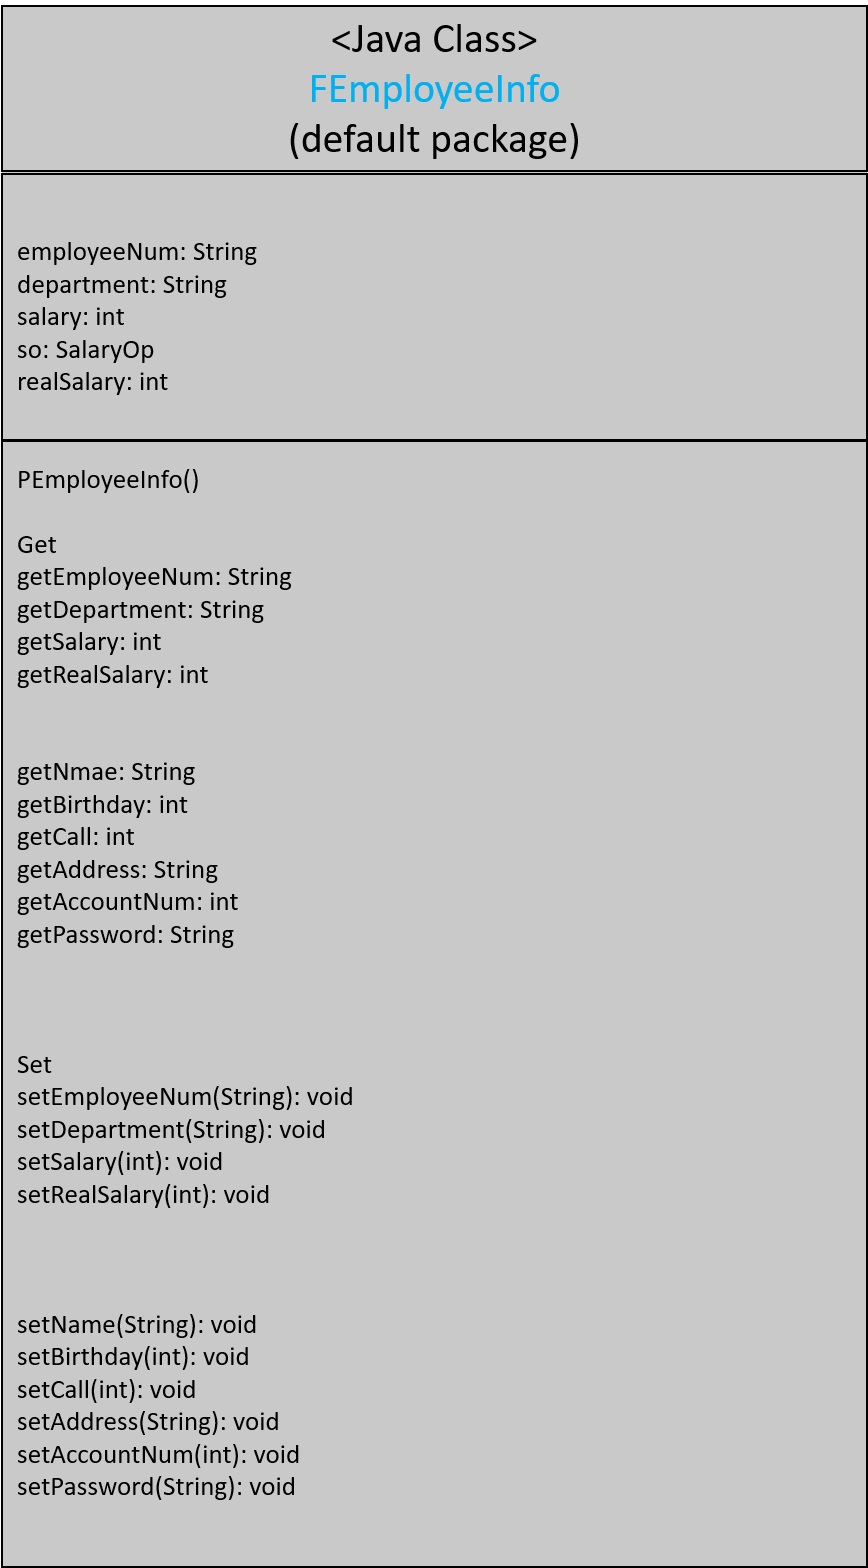 <Java Class>
FEmployeeInfo
(default package)
employeeNum: String
department: String
salary: int
so: SalaryOp
realSalary: int
PEmployeeInfo()
Get
getEmployeeNum: String
getDepartment: String
getSalary: int
getRealSalary: int
getNmae: String
getBirthday: int
getCall: int
getAddress: String
getAccountNum: int
getPassword: String
Set
setEmployeeNum(String): void
setDepartment(String): void
setSalary(int): void
setRealSalary(int): void
setName(String): void
setBirthday(int): void
setCall(int): void
setAddress(String): void
setAccountNum(int): void
setPassword(String): void